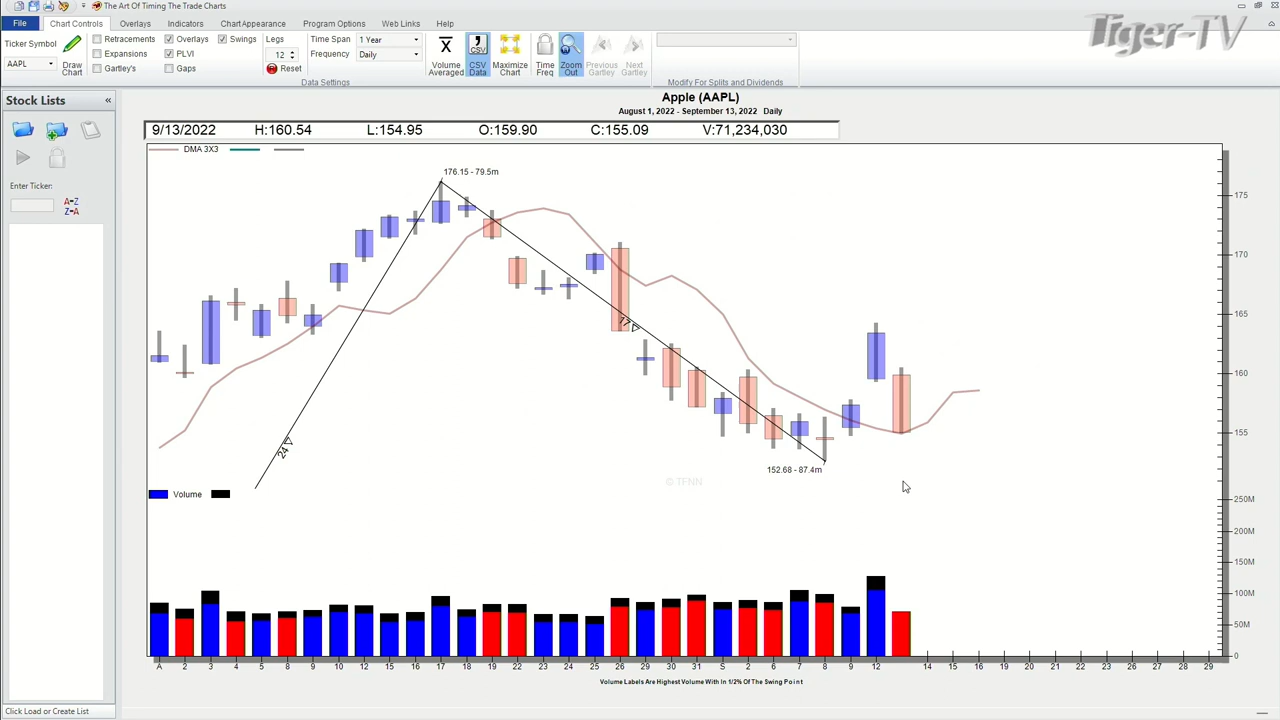 The Art Of Timing The Trade Charts
Tiger-TV
File Chart Controls Overlays Indicators Chart Appearance Program Options Web Links Help
Ticker Symbol
AAPL
Draw Chart
Retracements Overlays Swings
Expansions PLVI
Gartley's Gaps
Legs
12
Reset
Time Span 1 Year
Frequency Daily
Data Settings
Volume Averaged
CSV Data
Maximize Chart
Time Freq
Zoom Out
Previous Gartley
Next Gartley
Modify For Splits and Dividends
Stock Lists «
Enter Ticker:
A-Z
Z-A
Click Load or Create List
Apple (AAPL)
August 1, 2022 - September 13, 2022 Daily
9/13/2022 H:160.54 L:154.95 O:159.90 C:155.09 V:71,234,030
DMA 3X3
176.15 - 79.5m
24
17
152.68 - 87.4m
© TFNN
175
170
165
160
155
Volume
250M
200M
150M
100M
50M
0
A 2 3 4 5 8 9 10 12 15 16 17 18 19 22 23 24 25 26 29 30 31 S 2 6 7 8 9 12 14 15 16 19 20 21 22 23 26 27 28 29
Volume Labels Are Highest Volume With In 1/2% Of The Swing Point